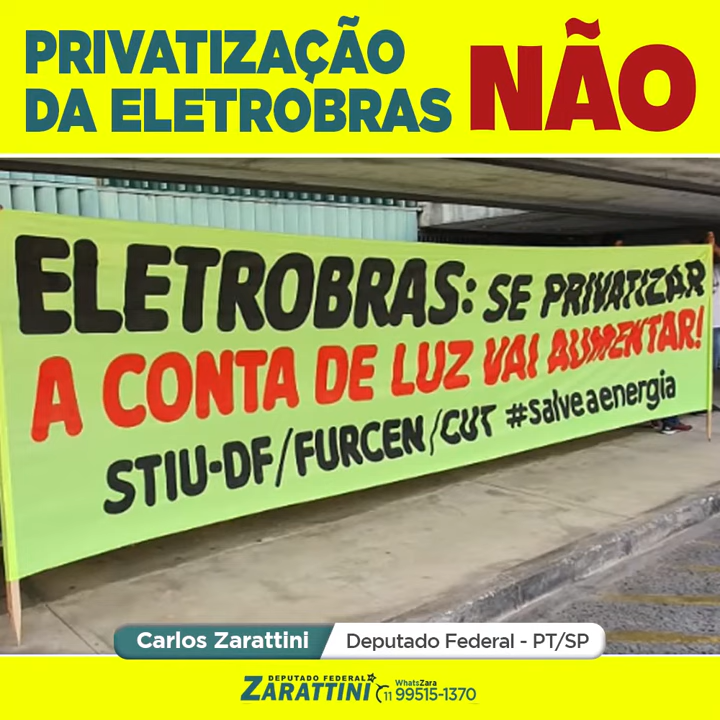 PRIVATIZAÇÃO
DA ELETROBRAS NÃO
ELETROBRAS: SE PRIVATIZAR
A CONTA DE LUZ VAI AUMENTAR!
STIU-DF/FURCEN/CUT #salveaenergia
Carlos Zarattini Deputado Federal - PT/SP
DEPUTADO FEDERAL
ZARATTINI
WhatsZara
11 99515-1370